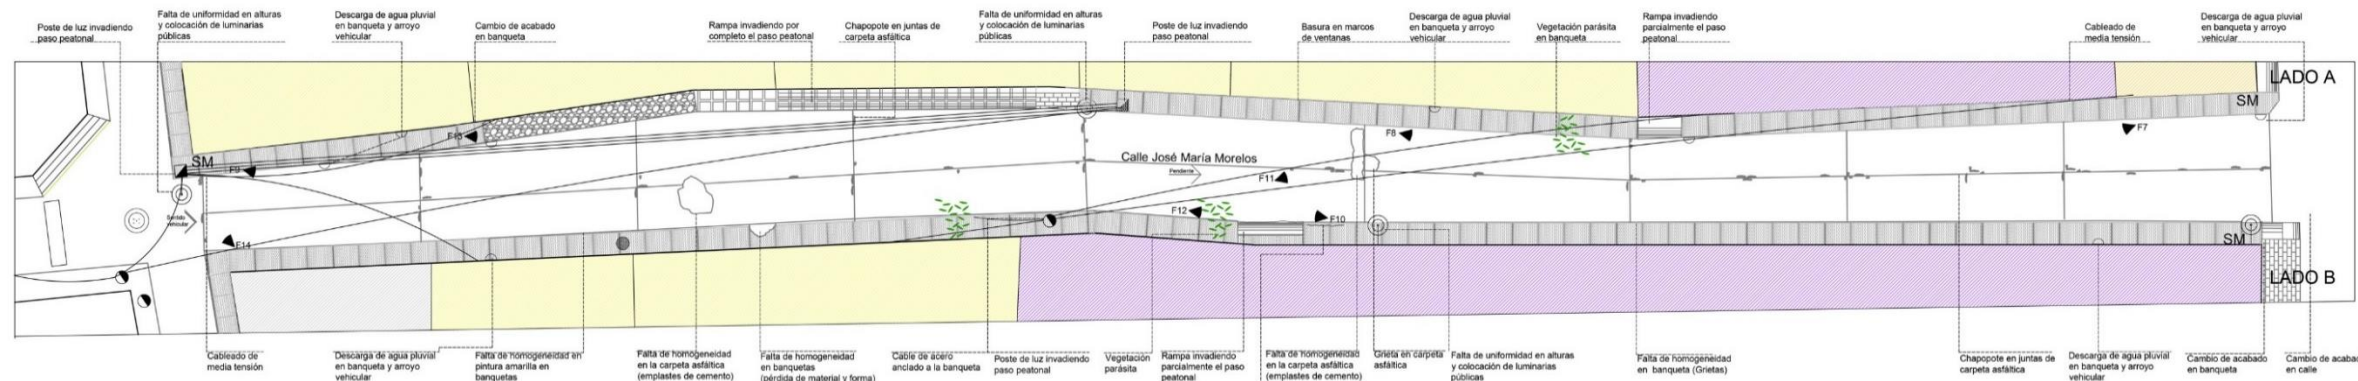 Poste de luz invadiendo
paso peatonal
Falta de uniformidad en alturas
y colocación de luminarias
públicas
Descarga de agua pluvial
en banqueta y arroyo
vehicular
Cambio de acabado
en banqueta
Rampa invadiendo por
completo el paso peatonal
Chapopote en juntas de
carpeta asfáltica
Falta de uniformidad en alturas
y colocación de luminarias
públicas
Poste de luz invadiendo
paso peatonal
Basura en marcos
de ventanas
Descarga de agua pluvial
en banqueta y arroyo
vehicular
Vegetación parásita
en banqueta
Rampa invadiendo
parcialmente el paso
peatonal
Cableado de
media tensión
Descarga de agua pluvial
en banqueta y arroyo
vehicular
LADO A
SM
F7
F8
F13
SM
F9
Calle José María Morelos
Pendiente
F11
F12
F10
Sentido
vehicular
F14
SM
LADO B
Cableado de
media tensión
Descarga de agua pluvial
en banqueta y arroyo
vehicular
Falta de homogeneidad en
pintura amarilla en
banquetas
Falta de homogeneidad
en la carpeta asfáltica
(emplastes de cemento)
Falta de homogeneidad
en banquetas
(pérdida de material y forma)
Cable de acero
anclado a la banqueta
Poste de luz invadiendo
paso peatonal
Vegetación
parásita
Rampa invadiendo
parcialmente el paso
peatonal
Falta de homogeneidad
en la carpeta asfáltica
(emplastes de cemento)
Grieta en carpeta
asfáltica
Falta de uniformidad en alturas
y colocación de luminarias
públicas
Falta de homogeneidad
en banqueta (Grietas)
Chapopote en juntas de
carpeta asfáltica
Descarga de agua pluvial
en banqueta y arroyo
vehicular
Cambio de acabado
en banqueta
Cambio de acabad
en calle